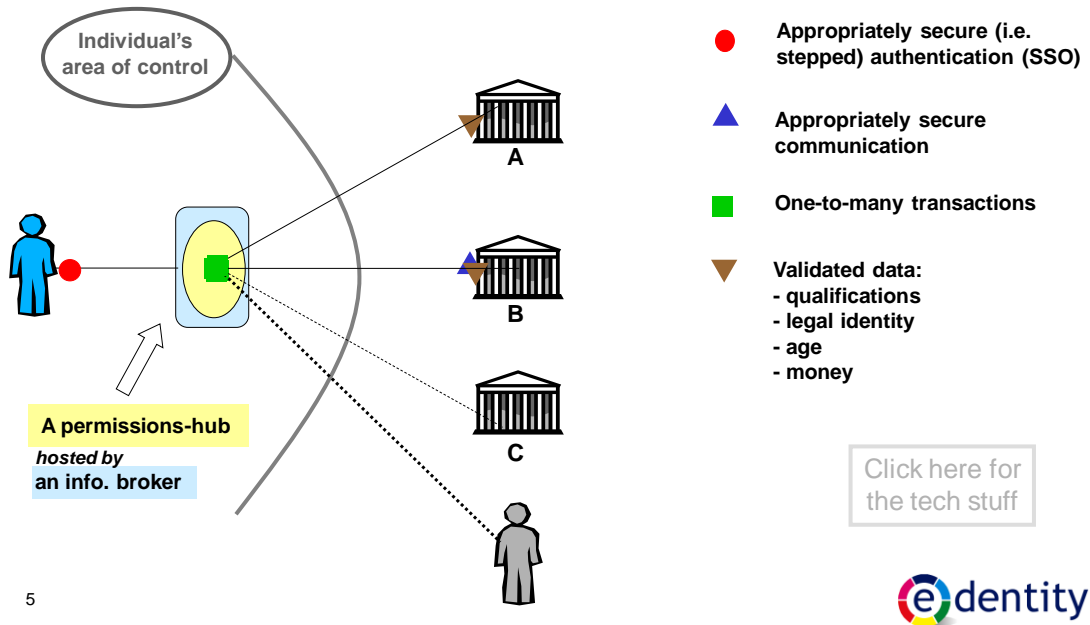 Individual's
area of control
A
B
C
A permissions-hub
hosted by
an info. broker
Appropriately secure (i.e.
stepped) authentication (SSO)
Appropriately secure
communication
One-to-many transactions
Validated data:
- qualifications
- legal identity
- age
- money
Click here for
the tech stuff
5
edentity